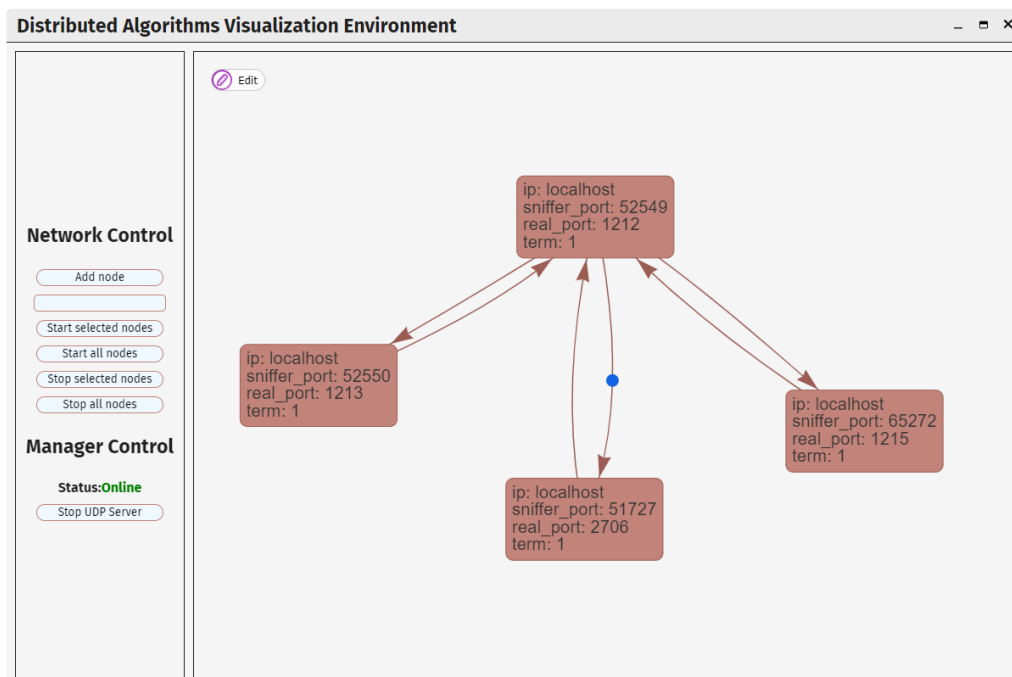 Distributed Algorithms Visualization Environment
Edit
Network Control
Add node
Start selected nodes
Start all nodes
Stop selected nodes
Stop all nodes
Manager Control
Status:Online
Stop UDP Server
ip: localhost
sniffer_port: 52549
real_port: 1212
term: 1
ip: localhost
sniffer_port: 52550
real_port: 1213
term: 1
ip: localhost
sniffer_port: 65272
real_port: 1215
term: 1
ip: localhost
sniffer_port: 51727
real_port: 2706
term: 1